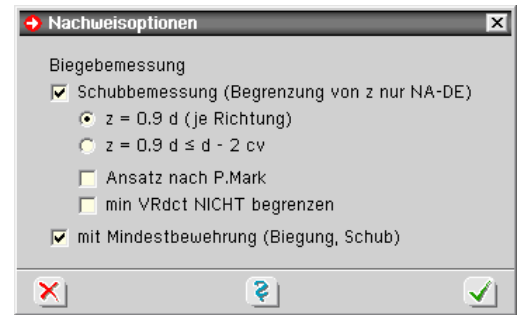 Nachweisoptionen
Biegebemessung
Schubbemessung (Begrenzung von z nur NA-DE)
z = 0.9 d (je Richtung)
z = 0.9 d ≤ d - 2 cv
Ansatz nach P.Mark
min VRdct NICHT begrenzen
mit Mindestbewehrung (Biegung, Schub)